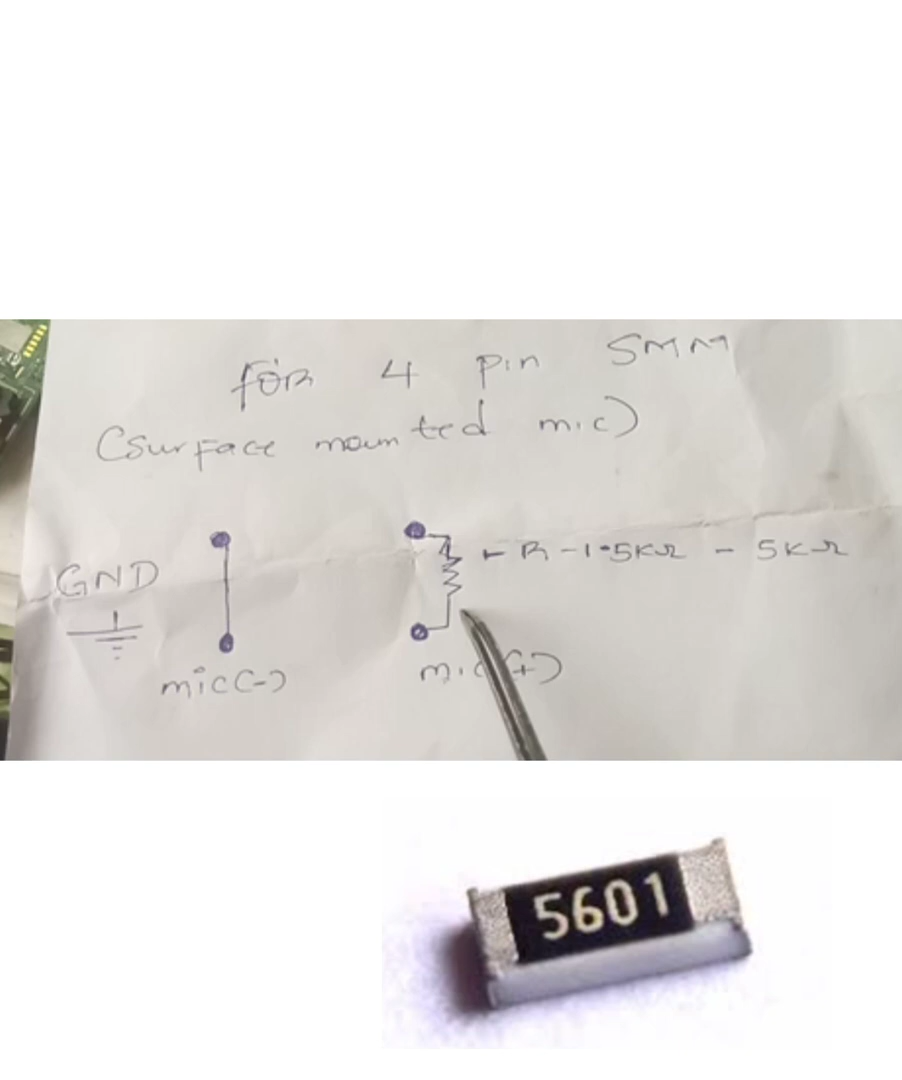 for 4 Pin SMM
(Surface mounted mic)
GND
R - 1.5KΩ - 5KΩ
mic(-)
mic(+)
5601